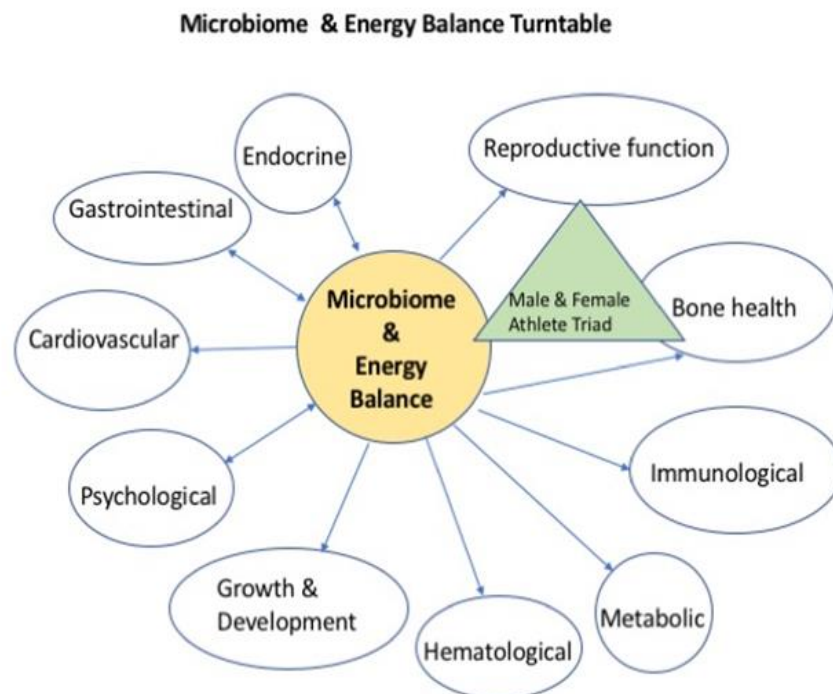 Microbiome & Energy Balance Turntable
Endocrine
Reproductive function
Gastrointestinal
Microbiome
&
Energy
Balance
Male & Female
Athlete Triad
Bone health
Cardiovascular
Psychological
Immunological
Growth &
Development
Metabolic
Hematological